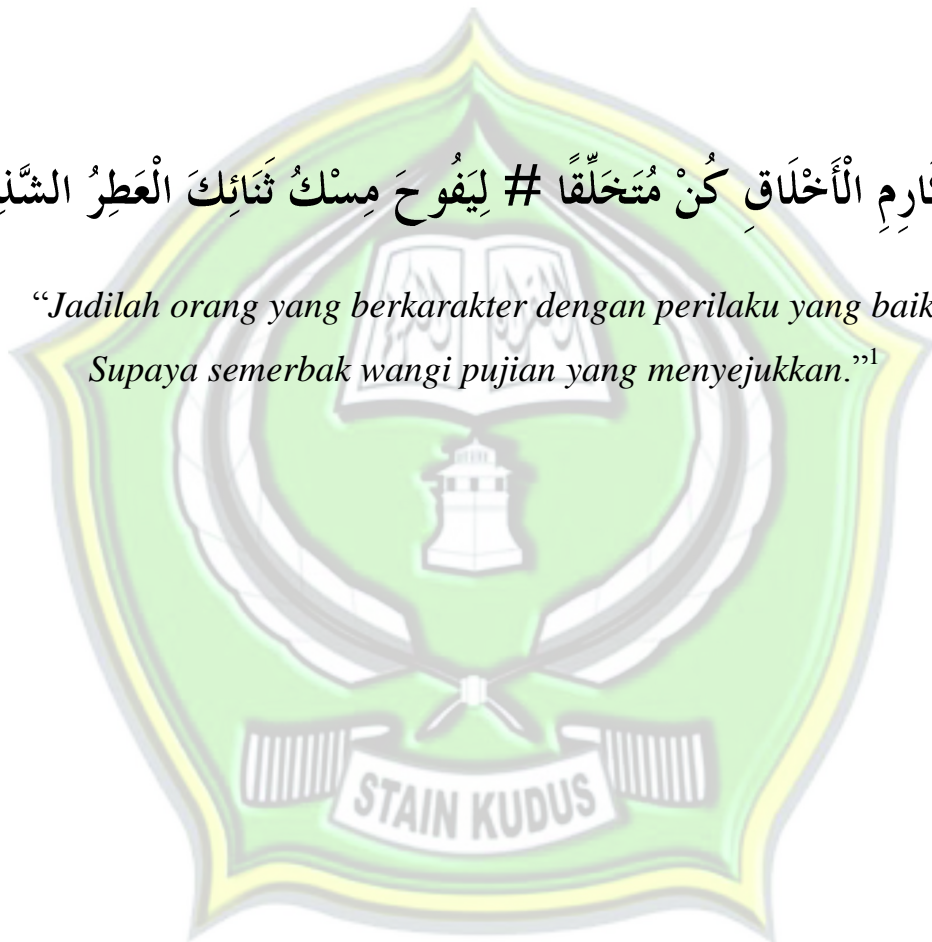 الْأَخْلَاقِ كُنْ مُتَخَلِّقًا # لِيَفُوحَ مِسْكُ ثَنَائِكَ الْعَطِرُ
“Jadilah orang yang berkarakter dengan perilaku yang baik
Supaya semerbak wangi pujian yang menyejukkan.”1
STAIN KUDUS